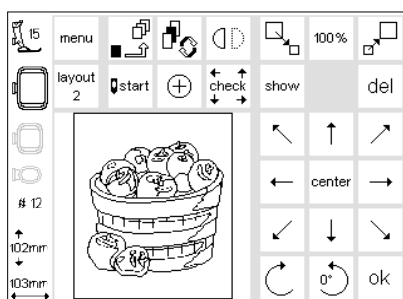 15
menu
100%
layout
2
start
check
show
del
center
# 12
102mm
103mm
0°
ok